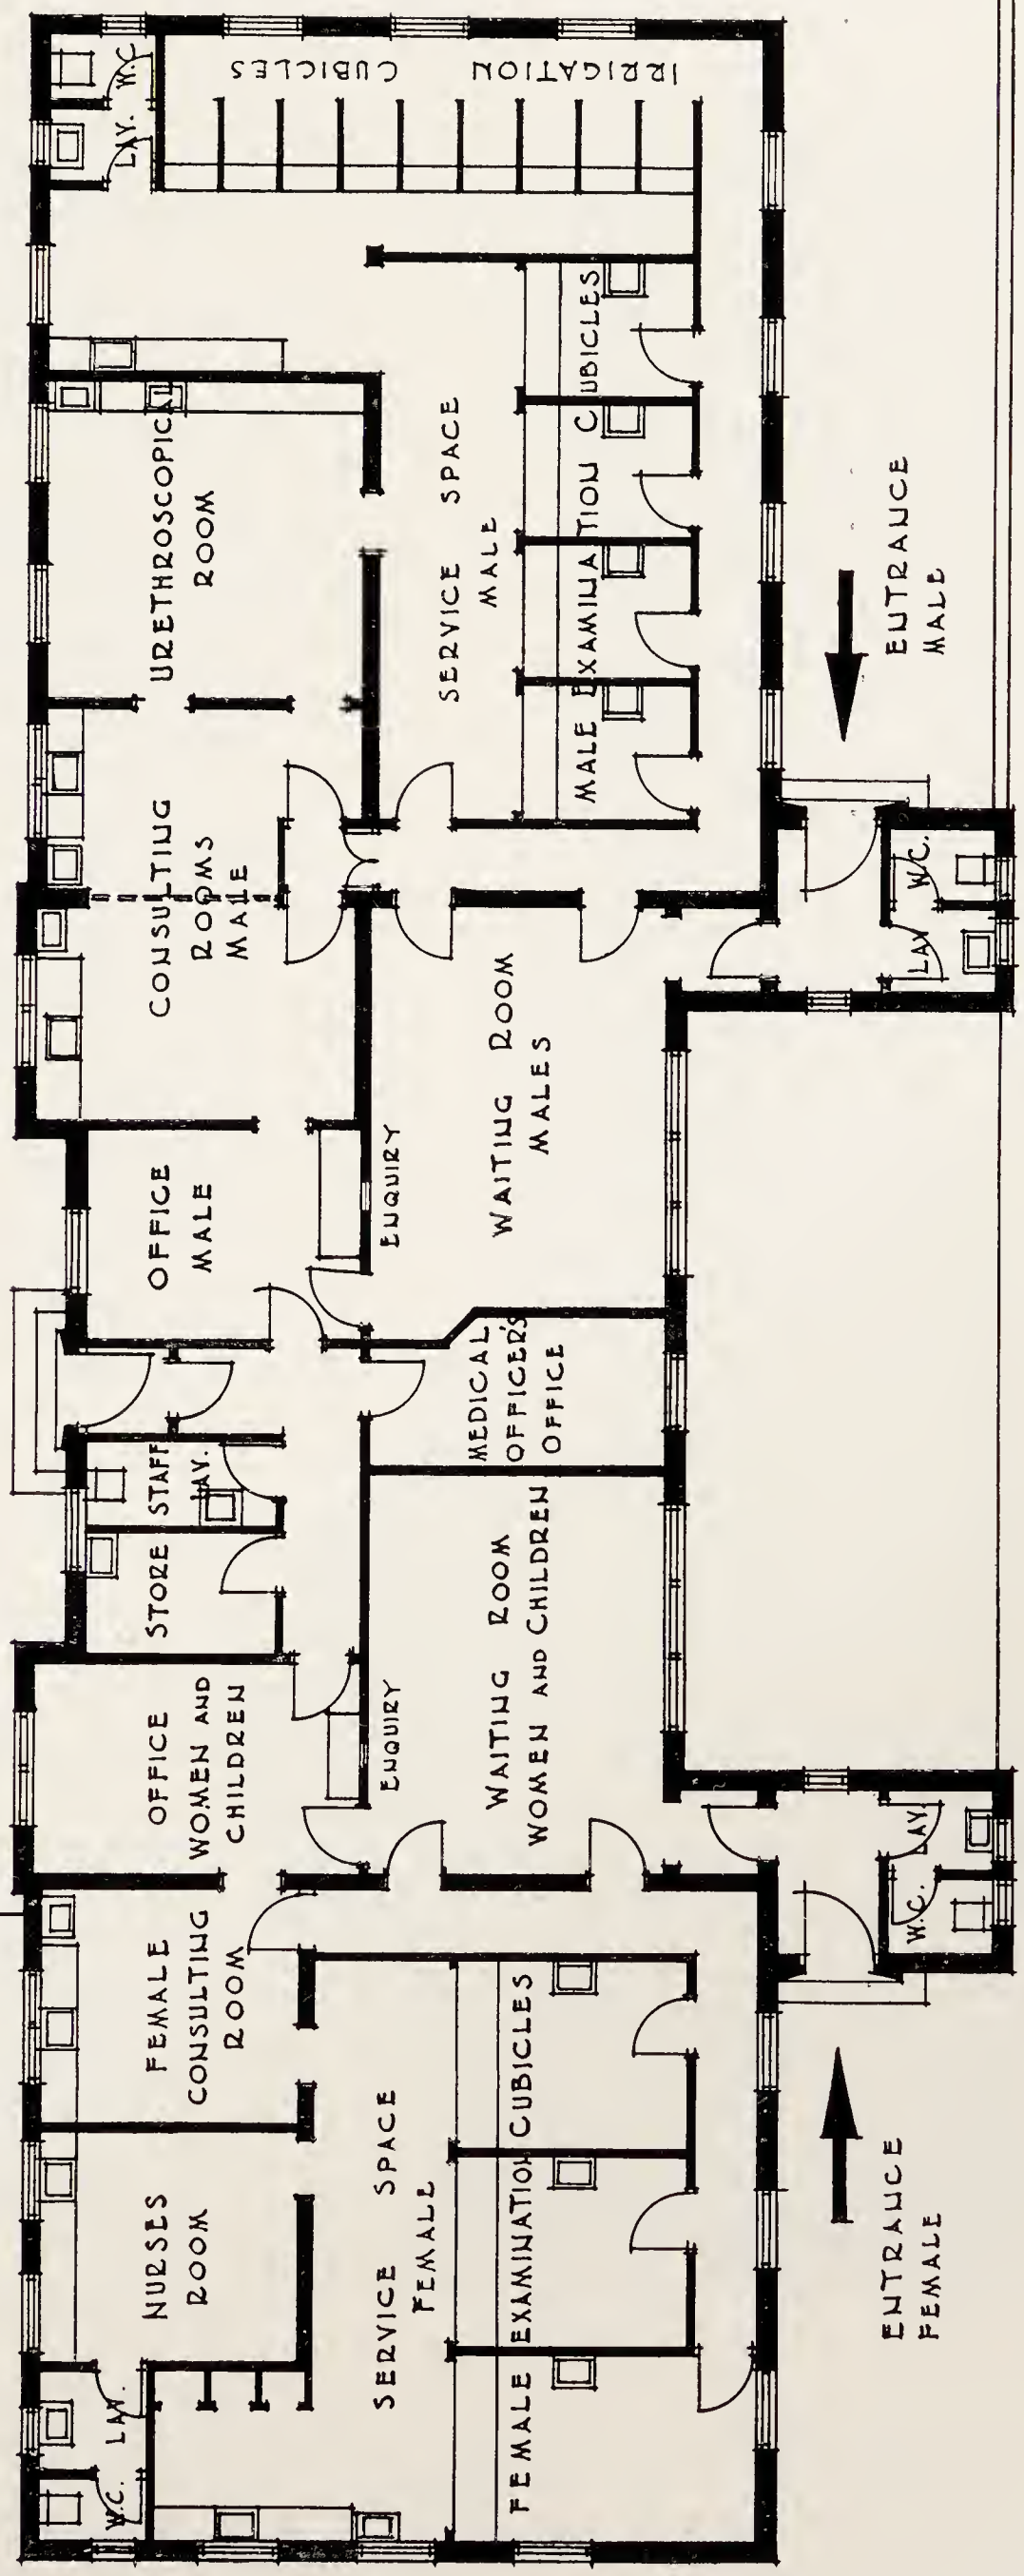 W.C.
LAV.
NURSES
ROOM
FEMALE
CONSULTING
ROOM
OFFICE
WOMEN AND
CHILDREN
STORE
STAFF
LAV.
OFFICE
MALE
CONSULTING
ROOMS
MALE
URETHROSCOPICAL
ROOM
LAV.
W.C
IRRIGATION CUBICLES
SERVICE SPACE
FEMALE
FEMALE EXAMINATION CUBICLES
ENQUIRY
WAITING ROOM
WOMEN AND CHILDREN
MEDICAL
OFFICER'S
OFFICE
ENQUIRY
WAITING ROOM
MALES
SERVICE SPACE
MALE
MALE EXAMINATION CUBICLES
ENTRANCE
FEMALE
W.C.
LAV.
LAV
W.C.
ENTRANCE
MALE